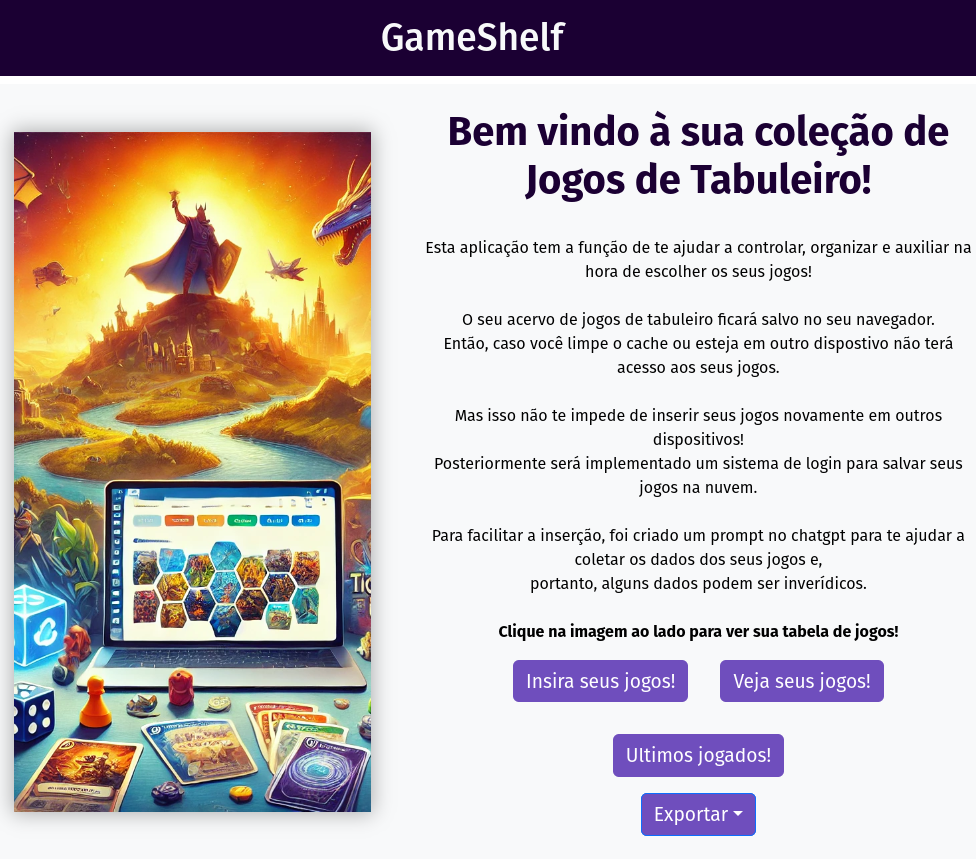 GameShelf
Bem vindo à sua coleção de
Jogos de Tabuleiro!
Esta aplicação tem a função de te ajudar a controlar, organizar e auxiliar na
hora de escolher os seus jogos!
O seu acervo de jogos de tabuleiro ficará salvo no seu navegador.
Então, caso você limpe o cache ou esteja em outro dispostivo não terá
acesso aos seus jogos.
Mas isso não te impede de inserir seus jogos novamente em outros
dispositivos!
Posteriormente será implementado um sistema de login para salvar seus
jogos na nuvem.
Para facilitar a inserção, foi criado um prompt no chatgpt para te ajudar a
coletar os dados dos seus jogos e,
portanto, alguns dados podem ser inverídicos.
Clique na imagem ao lado para ver sua tabela de jogos!
Insira seus jogos!
Veja seus jogos!
Ultimos jogados!
Exportar